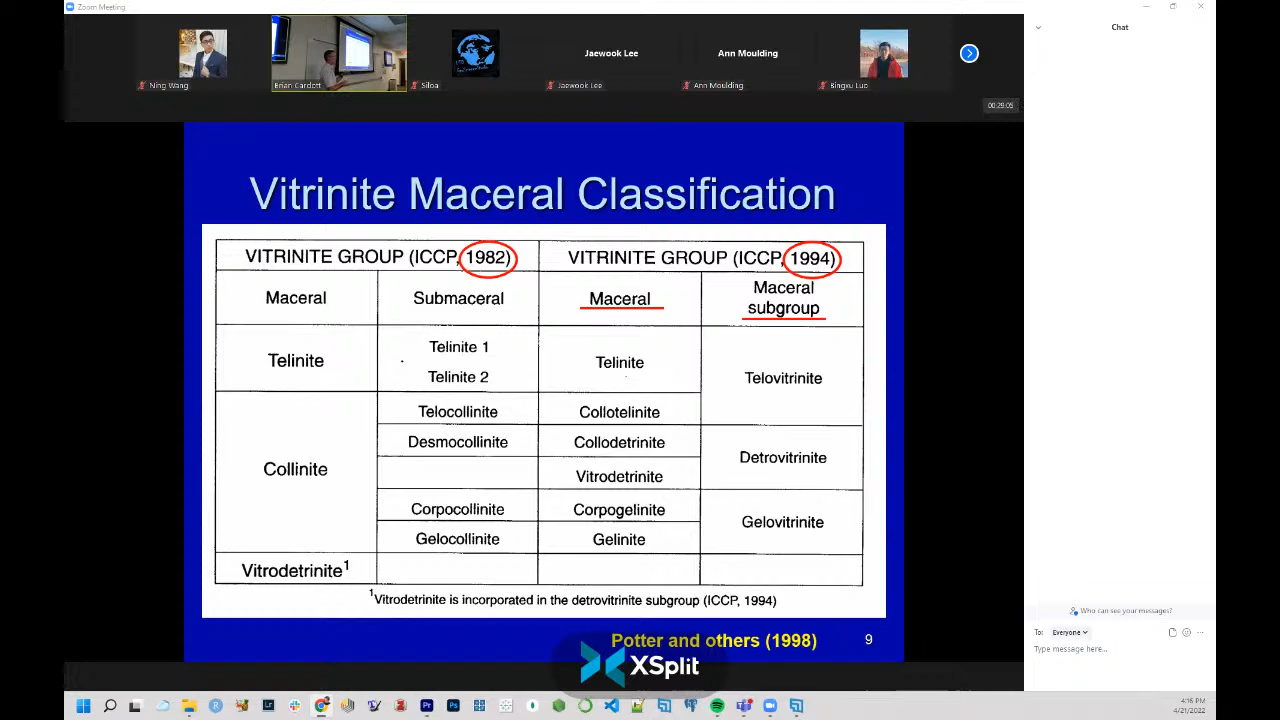 Zoom Meeting
Chat
Jaewook Lee
Ann Moulding
Ning Wang
Brian Cardott
Siloa
Jaewook Lee
Ann Moulding
Bingxu Luo
00:29:05
Vitrinite Maceral Classification
VITRINITE GROUP (ICCP, 1982)
VITRINITE GROUP (ICCP, 1994)
Maceral
Submaceral
Maceral
Maceral
subgroup
Telinite
Telinite 1
Telinite 2
Telinite
Telovitrinite
Telocollinite
Collotelinite
Collinite
Desmocollinite
Collodetrinite
Detrovitrinite
Vitrodetrinite
Corpocollinite
Corpogelinite
Gelovitrinite
Gelocollinite
Gelinite
Vitrodetrinite¹
¹Vitrodetrinite is incorporated in the detrovitrinite subgroup (ICCP, 1994)
Potter and others (1998)
9
XSplit
Who can see your messages?
To: Everyone
Type message here...
4:16 PM
4/21/2022